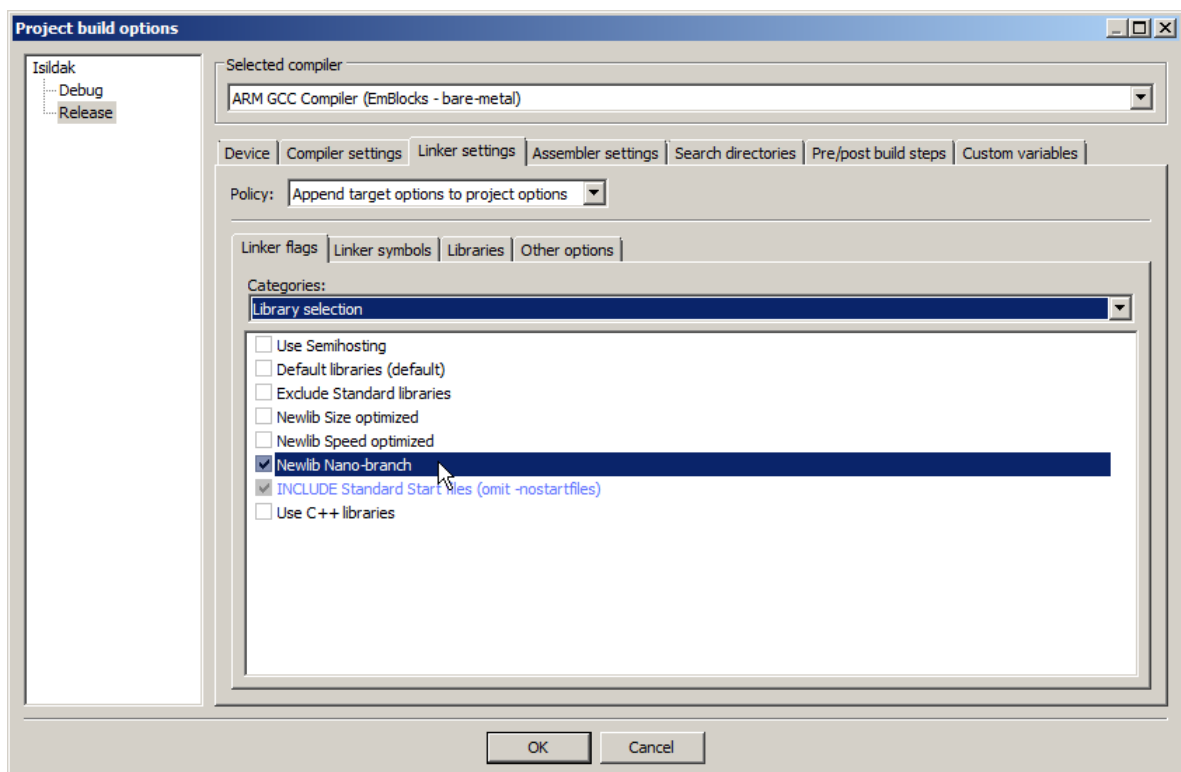 Project build options
Isildak
Debug
Release
Selected compiler
ARM GCC Compiler (EmBlocks - bare-metal)
Device Compiler settings Linker settings Assembler settings Search directories Pre/post build steps Custom variables
Policy: Append target options to project options
Linker flags Linker symbols Libraries Other options
Categories:
Library selection
Use Semihosting
Default libraries (default)
Exclude Standard libraries
Newlib Size optimized
Newlib Speed optimized
Newlib Nano-branch
INCLUDE Standard Start files (omit -nostartfiles)
Use C++ libraries
OK Cancel